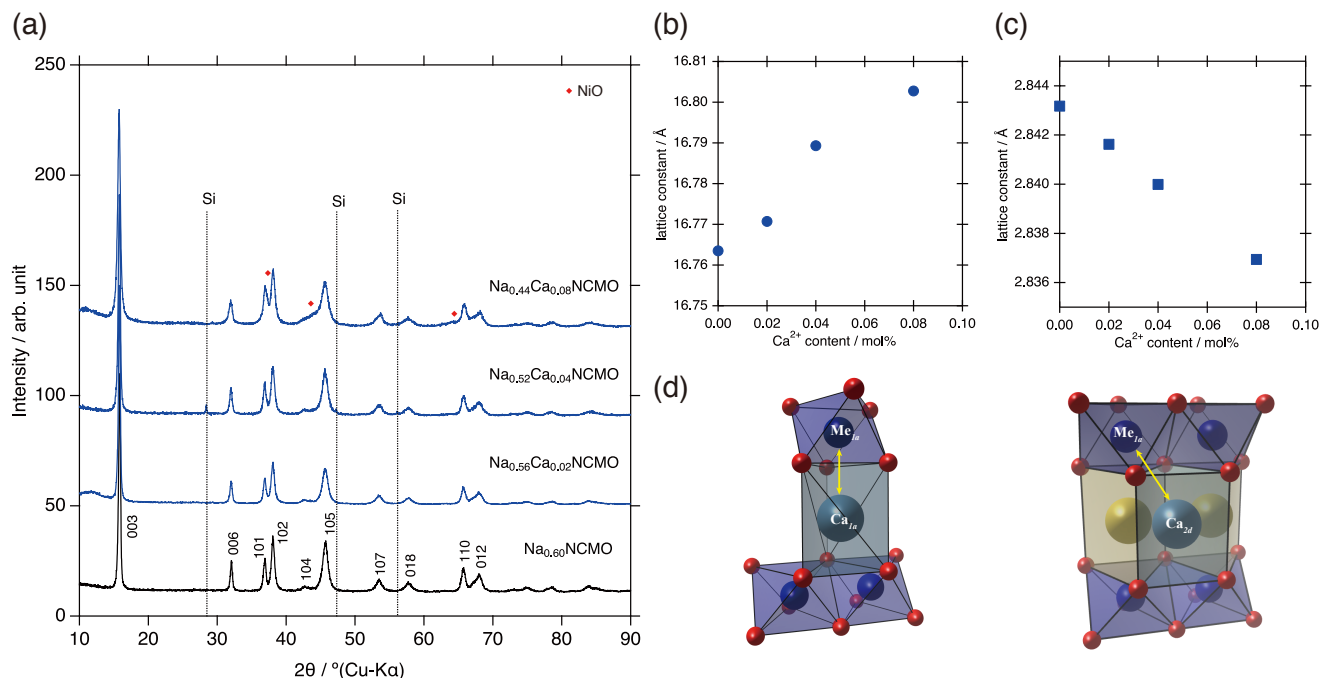 (a)
250
200
150
100
50
0
Intensity / arb. unit
NiO
Si
Si
Si
Na0.44Ca0.08NCMO
Na0.52Ca0.04NCMO
Na0.56Ca0.02NCMO
Na0.60NCMO
003
006
101
102
104
105
107
018
110
012
10
20
30
40
50
60
70
80
90
2θ / °(Cu-Kα)
(b)
16.81
16.80
16.79
16.78
16.77
16.76
16.75
lattice constant / Å
0.00
0.02
0.04
0.06
0.08
0.10
Ca2+ content / mol%
(c)
2.844
2.842
2.840
2.838
2.836
lattice constant / Å
0.00
0.02
0.04
0.06
0.08
0.10
Ca2+ content / mol%
(d)
Me1a
Ca1a
Me1a
Ca2d